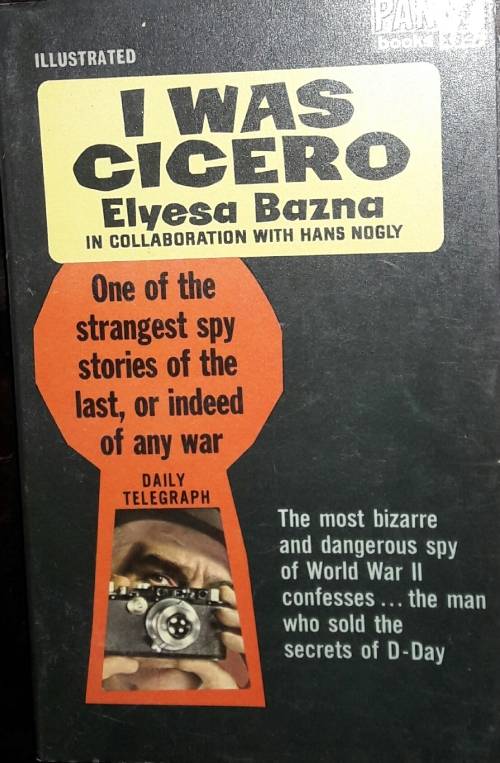 ILLUSTRATED
I WAS
CICERO
Elyesa Bazna
IN COLLABORATION WITH HANS NOGLY
One of the
strangest spy
stories of the
last, or indeed
of any war
DAILY
TELEGRAPH
The most bizarre
and dangerous spy
of World War II
confesses ... the man
who sold the
secrets of D-Day